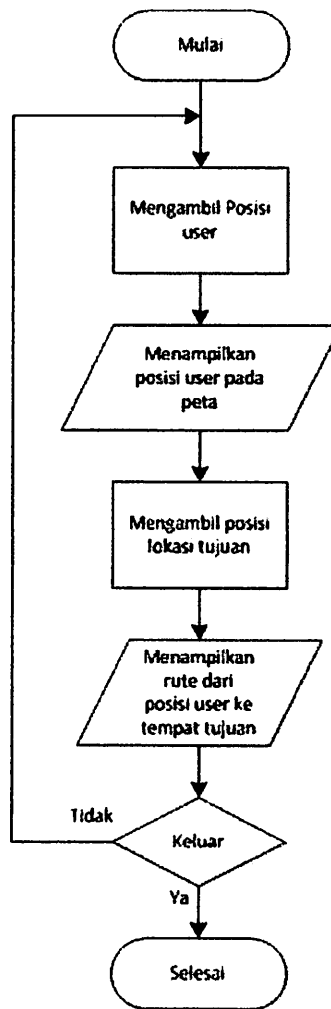 Mulai
Mengambil Posisi
user
Menampilkan
posisi user pada
peta
Mengambil posisi
lokasi tujuan
Menampilkan
rute dari
posisi user ke
tempat tujuan
Tidak
Keluar
Ya
Selesai